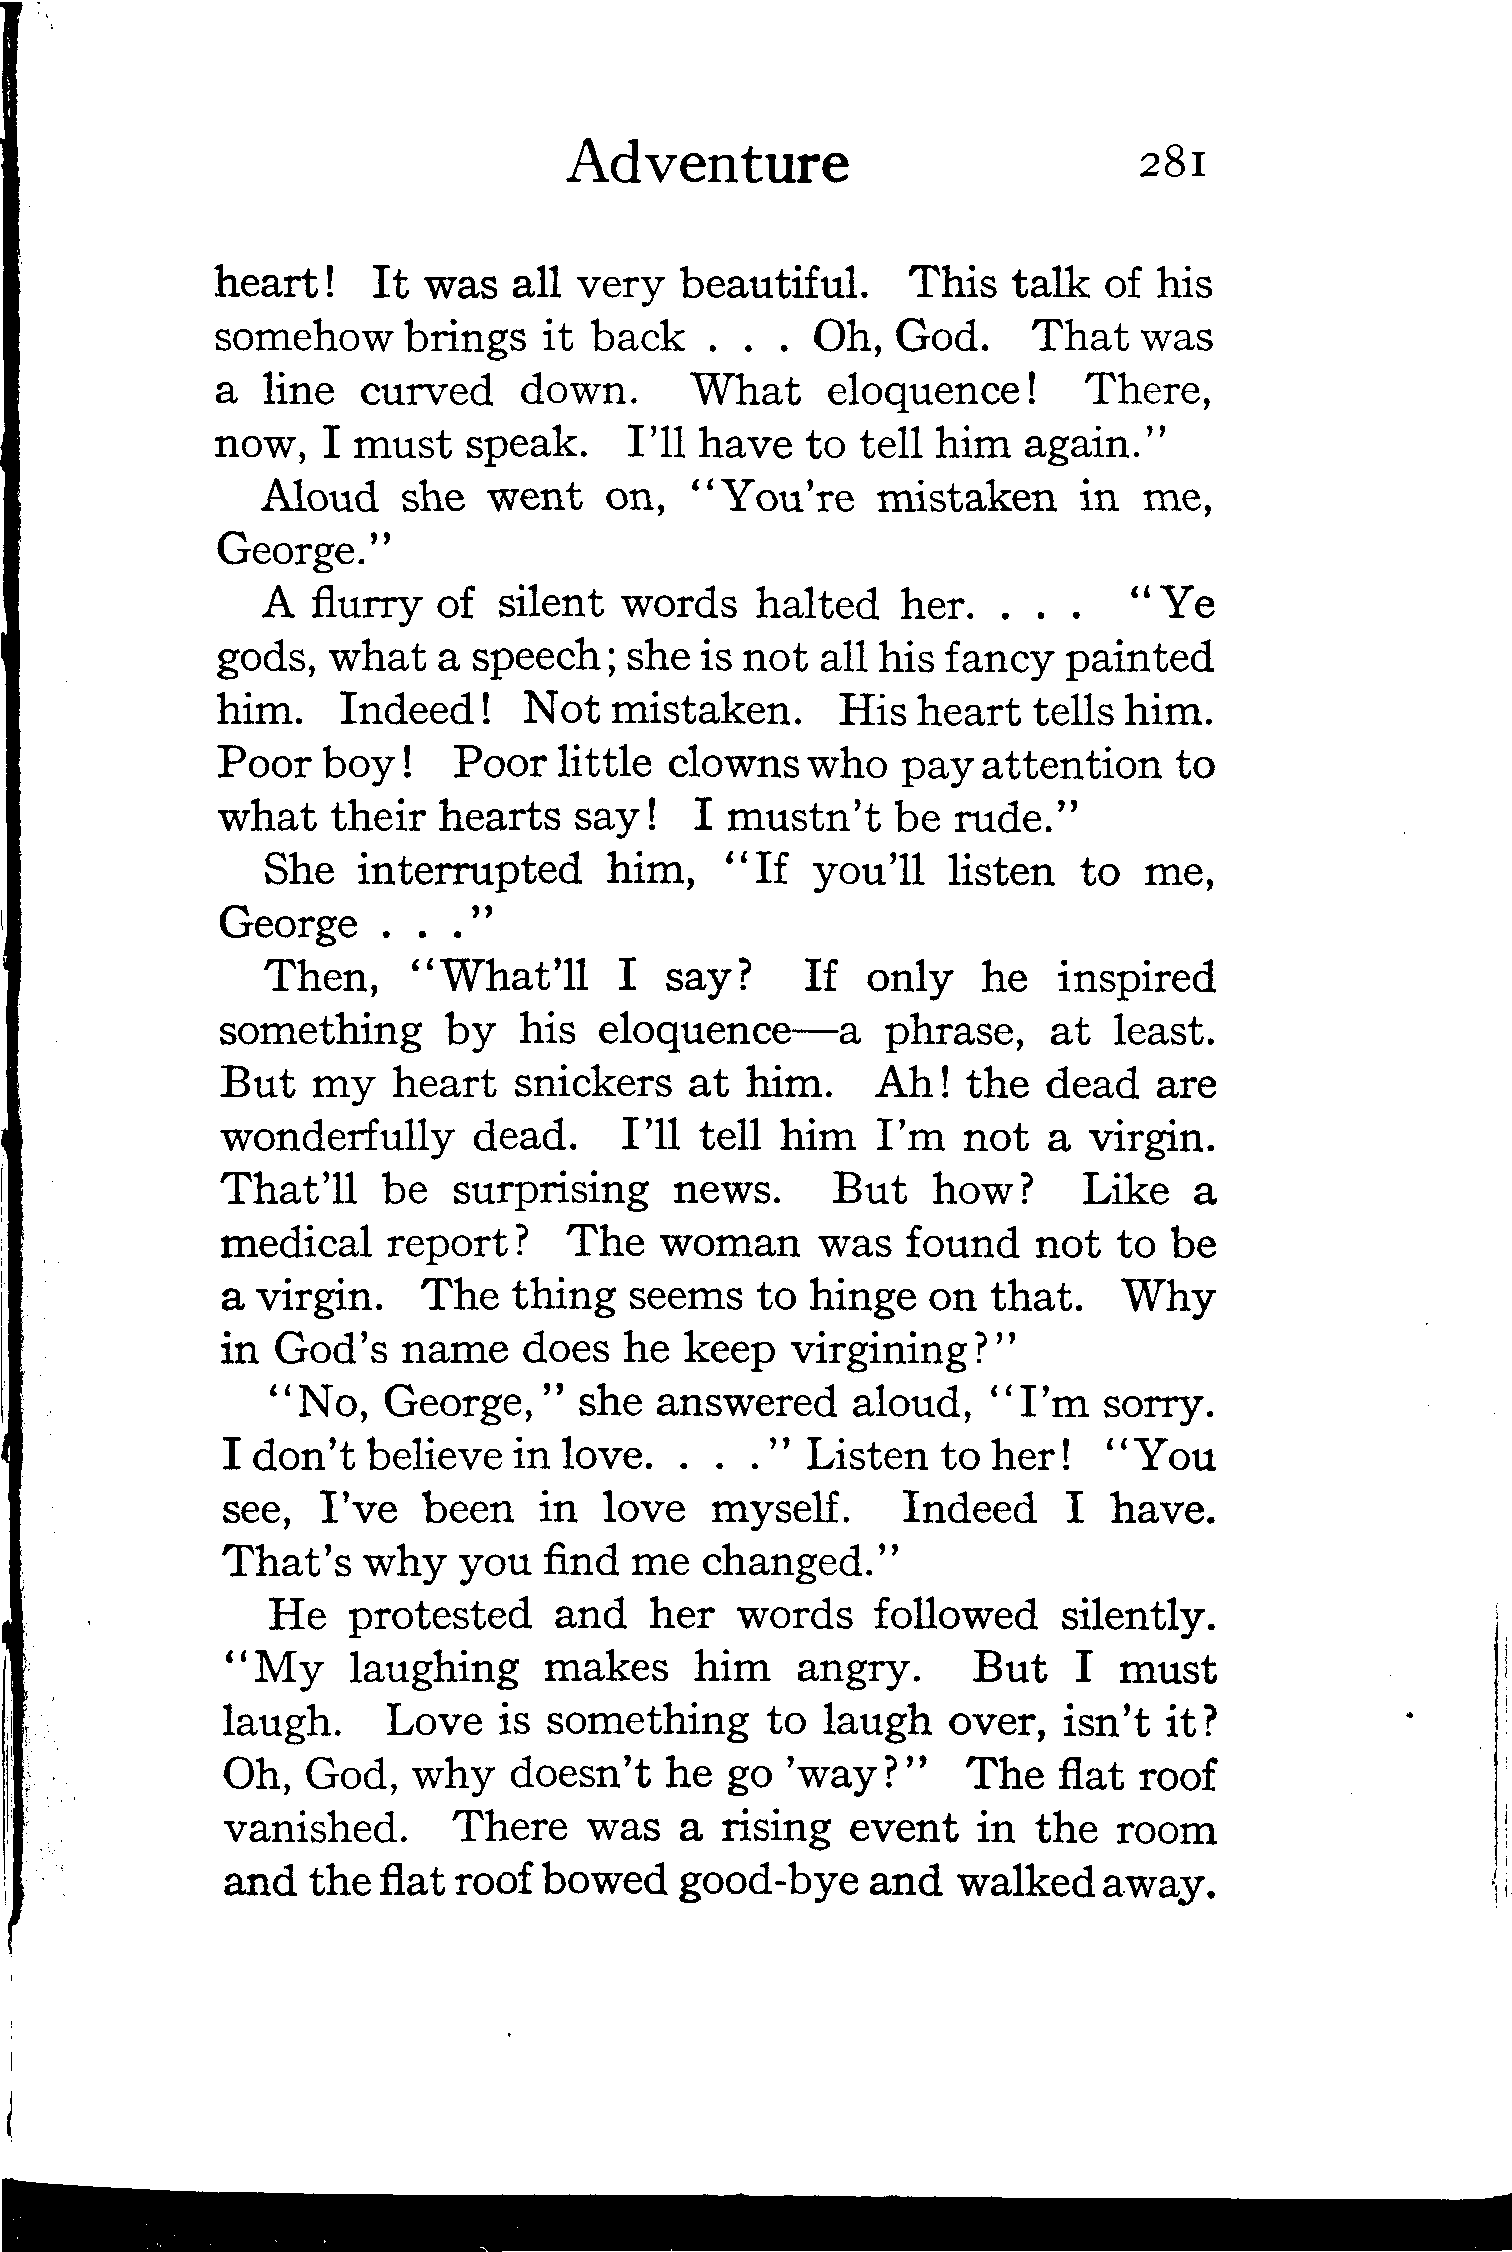 Adventure 281
heart! It was all very beautiful. This talk of his
somehow brings it back . . . Oh, God. That was
a line curved down. What eloquence! There,
now, I must speak. I'll have to tell him again."
Aloud she went on, "You're mistaken in me,
George."
A flurry of silent words halted her. . . . "Ye
gods, what a speech; she is not all his fancy painted
him. Indeed! Not mistaken. His heart tells him.
Poor boy! Poor little clowns who pay attention to
what their hearts say! I mustn't be rude."
She interrupted him, "If you'll listen to me,
George . . ."
Then, "What'll I say? If only he inspired
something by his eloquence—a phrase, at least.
But my heart snickers at him. Ah! the dead are
wonderfully dead. I'll tell him I'm not a virgin.
That'll be surprising news. But how? Like a
medical report? The woman was found not to be
a virgin. The thing seems to hinge on that. Why
in God's name does he keep virgining?"
"No, George," she answered aloud, "I'm sorry.
I don't believe in love. . . ." Listen to her! "You
see, I've been in love myself. Indeed I have.
That's why you find me changed."
He protested and her words followed silently.
"My laughing makes him angry. But I must
laugh. Love is something to laugh over, isn't it?
Oh, God, why doesn't he go 'way?" The flat roof
vanished. There was a rising event in the room
and the flat roof bowed good-bye and walked away.